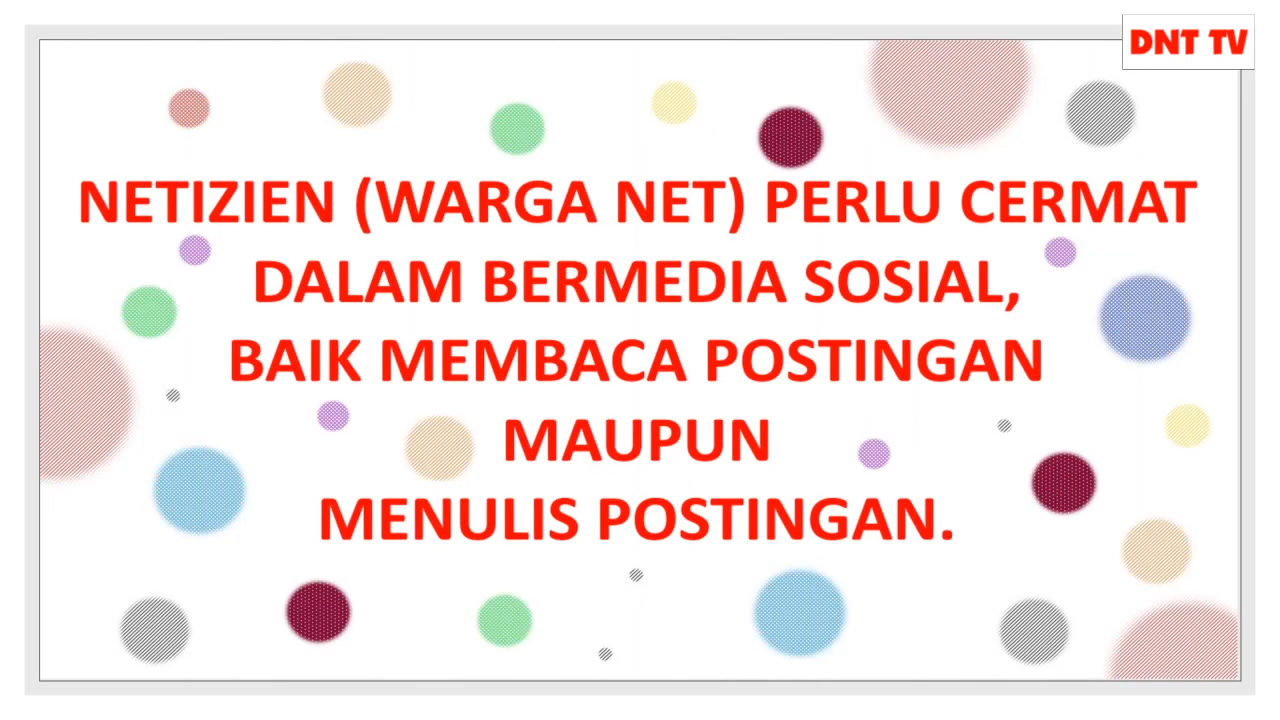 DNT TV
NETIZIEN (WARGA NET) PERLU CERMAT
DALAM BERMEDIA SOSIAL,
BAIK MEMBACA POSTINGAN
MAUPUN
MENULIS POSTINGAN.